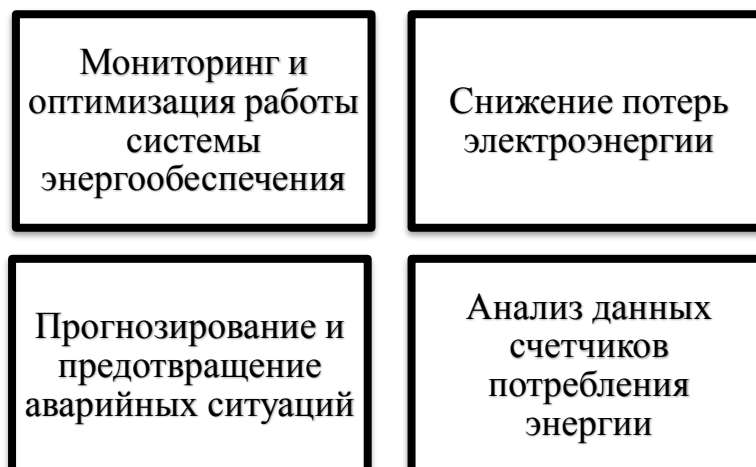 Мониторинг и
оптимизация работы
системы
энергообеспечения
Снижение потерь
электроэнергии
Прогнозирование и
предотвращение
аварийных ситуаций
Анализ данных
счетчиков
потребления
энергии